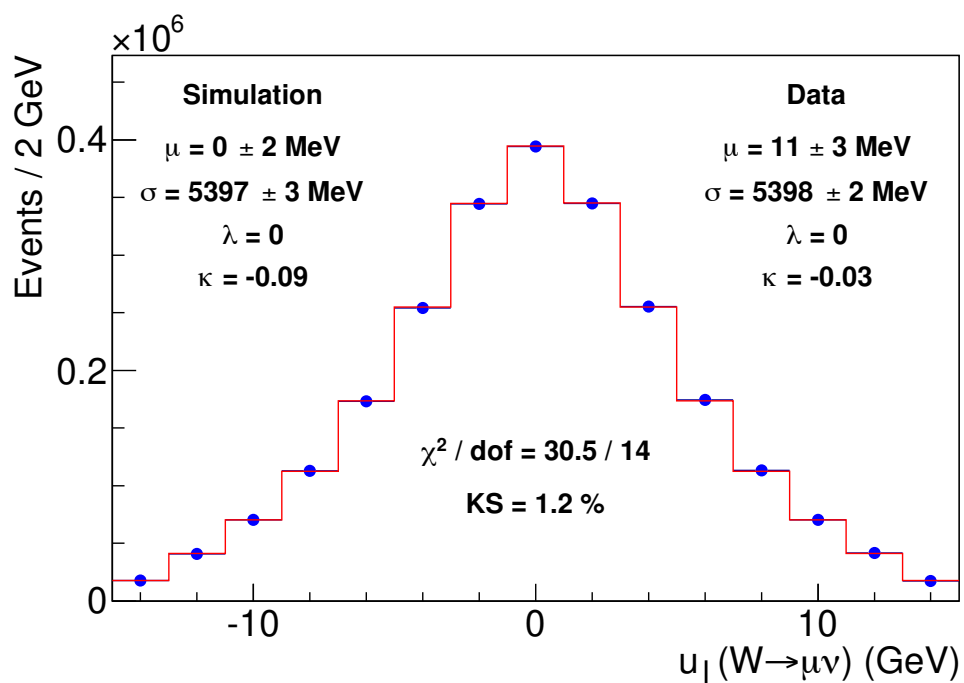 ×10⁶
Events / 2 GeV
0.4
0.2
0
Simulation
μ = 0 ± 2 MeV
σ = 5397 ± 3 MeV
λ = 0
κ = -0.09
Data
μ = 11 ± 3 MeV
σ = 5398 ± 2 MeV
λ = 0
κ = -0.03
χ² / dof = 30.5 / 14
KS = 1.2 %
-10
0
10
u⊥ (W→μν) (GeV)